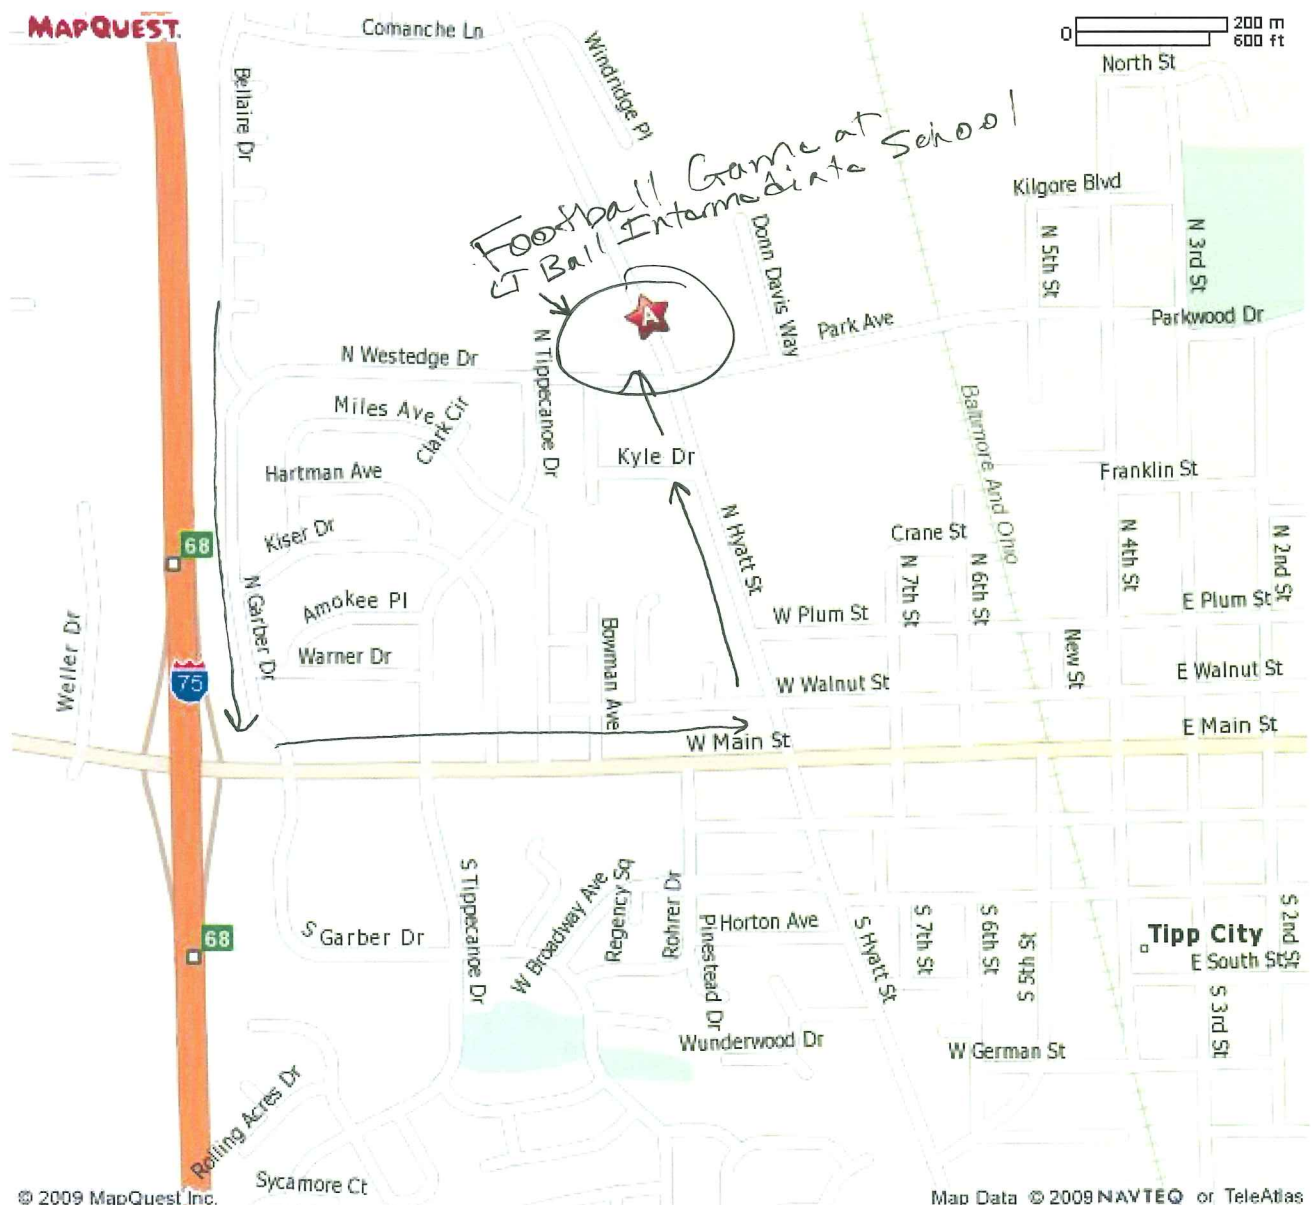 MAPQUEST.
Comanche Ln
Windridge Pl
0
200 m
600 ft
North St
Bellaire Dr
Football Game at
LT Ball Intermediate School
Kilgore Blvd
N 5th St
N 3rd St
Donn Davis Way
A
Park Ave
Parkwood Dr
N Westedge Dr
N Tippecanoe Dr
Miles Ave
Clark Cir
Baltimore And Ohio
Hartman Ave
Kyle Dr
Franklin St
Kiser Dr
68
N Hyatt St
Crane St
N 7th St
N 6th St
N 4th St
N 2nd St
N Garber Dr
Amokee Pl
W Plum St
E Plum St
Weller Dr
75
Warner Dr
Bowman Ave
W Walnut St
New St
E Walnut St
W Main St
E Main St
68
S Garber Dr
S Tippecanoe Dr
W Broadway Ave
Regency Sq
Rohrer Dr
Pinestead Dr
Horton Ave
S Hyatt St
S 7th St
S 6th St
S 5th St
Tipp City
S 2nd St
E South St
S 3rd St
Wunderwood Dr
W German St
Rolling Acres Dr
Sycamore Ct
© 2009 MapQuest Inc.
Map Data © 2009 NAVTEQ or TeleAtlas